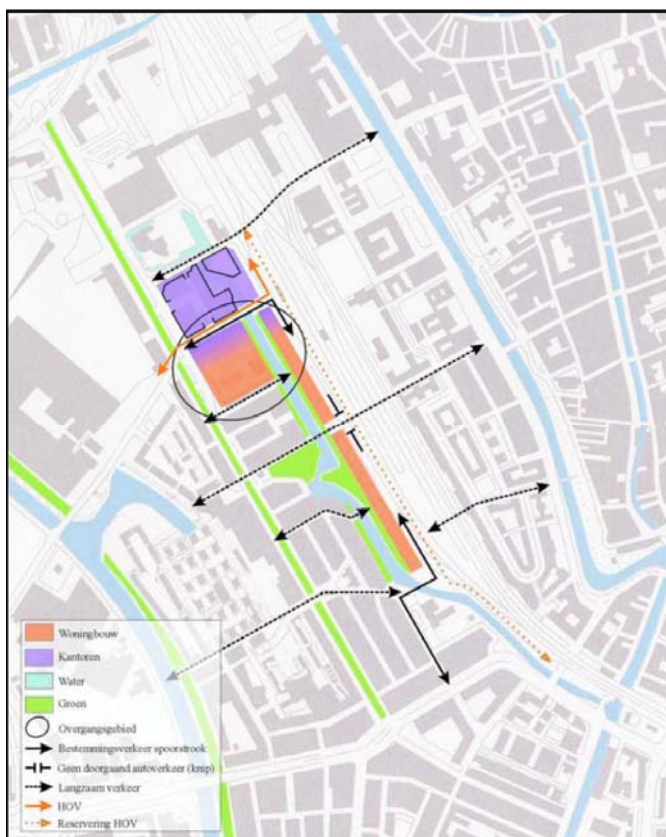 Woningbouw
Kantoren
Water
Groen
Overgangsgebied
Bestemmingsverkeer spoorstrook
Geen doorgaand autoverkeer (knip)
Langzaam verkeer
HOV
Reservering HOV